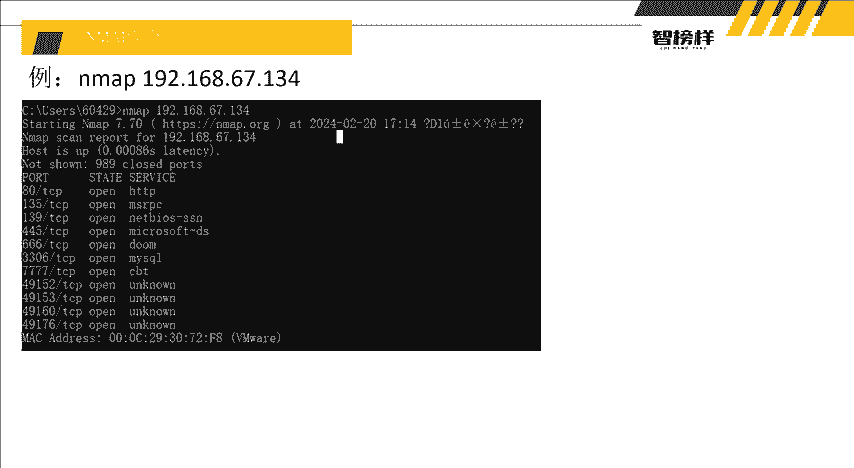 智榜样
zhi bang yang
例：nmap 192.168.67.134
C:\Users\60429>nmap 192.168.67.134
Starting Nmap 7.70 ( https://nmap.org ) at 2024-02-20 17:14
Nmap scan report for 192.168.67.134
Host is up (0.00086s latency).
Not shown: 989 closed ports
PORT STATE SERVICE
80/tcp open http
135/tcp open msrpc
139/tcp open netbios-ssn
445/tcp open microsoft-ds
666/tcp open doom
3306/tcp open mysql
7777/tcp open cbt
49152/tcp open unknown
49153/tcp open unknown
49160/tcp open unknown
49176/tcp open unknown
MAC Address: 00:0C:29:30:72:F8 (VMware)